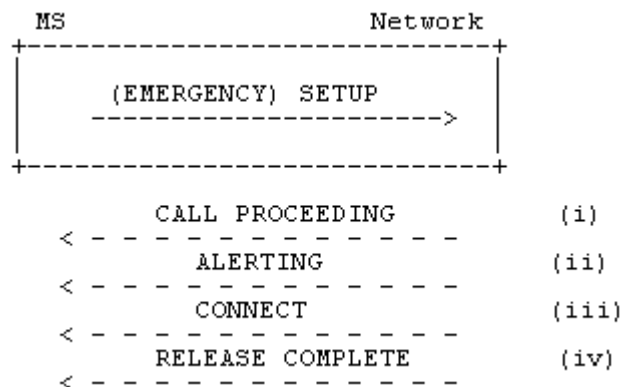 MS Network
(EMERGENCY) SETUP
CALL PROCEEDING (i)
ALERTING (ii)
CONNECT (iii)
RELEASE COMPLETE (iv)